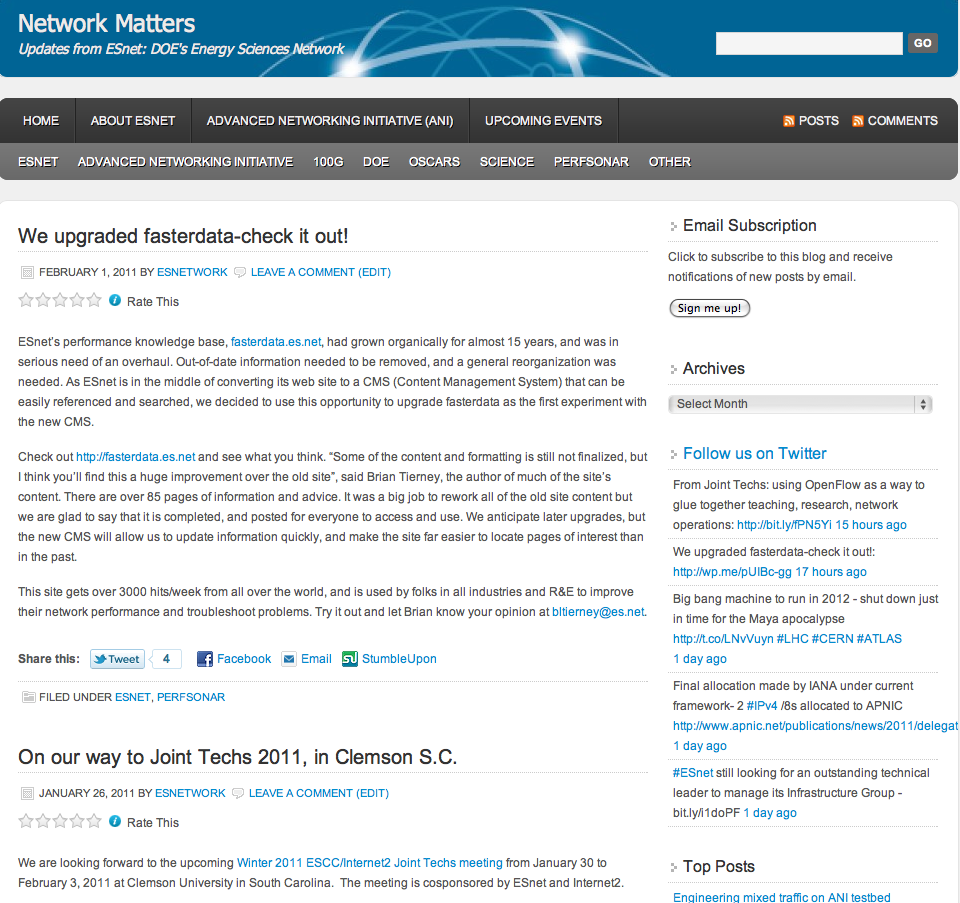 Network Matters
Updates from ESnet: DOE's Energy Sciences Network
GO
HOME
ABOUT ESNET
ADVANCED NETWORKING INITIATIVE (ANI)
UPCOMING EVENTS
POSTS
COMMENTS
ESNET
ADVANCED NETWORKING INITIATIVE
100G
DOE
OSCARS
SCIENCE
PERFSONAR
OTHER
We upgraded fasterdata-check it out!
FEBRUARY 1, 2011 BY ESNETWORK LEAVE A COMMENT (EDIT)
i Rate This
ESnet's performance knowledge base, fasterdata.es.net, had grown organically for almost 15 years, and was in
serious need of an overhaul. Out-of-date information needed to be removed, and a general reorganization was
needed. As ESnet is in the middle of converting its web site to a CMS (Content Management System) that can be
easily referenced and searched, we decided to use this opportunity to upgrade fasterdata as the first experiment with
the new CMS.
Check out http://fasterdata.es.net and see what you think. “Some of the content and formatting is still not finalized, but
I think you’ll find this a huge improvement over the old site”, said Brian Tierney, the author of much of the site’s
content. There are over 85 pages of information and advice. It was a big job to rework all of the old site content but
we are glad to say that it is completed, and posted for everyone to access and use. We anticipate later upgrades, but
the new CMS will allow us to update information quickly, and make the site far easier to locate pages of interest than
in the past.
This site gets over 3000 hits/week from all over the world, and is used by folks in all industries and R&E to improve
their network performance and troubleshoot problems. Try it out and let Brian know your opinion at bltierney@es.net.
Share this: Tweet 4 Facebook Email StumbleUpon
FILED UNDER ESNET, PERFSONAR
On our way to Joint Techs 2011, in Clemson S.C.
JANUARY 26, 2011 BY ESNETWORK LEAVE A COMMENT (EDIT)
i Rate This
We are looking forward to the upcoming Winter 2011 ESCC/Internet2 Joint Techs meeting from January 30 to
February 3, 2011 at Clemson University in South Carolina. The meeting is cosponsored by ESnet and Internet2.
Email Subscription
Click to subscribe to this blog and receive
notifications of new posts by email.
Sign me up!
Archives
Select Month
Follow us on Twitter
From Joint Techs: using OpenFlow as a way to
glue together teaching, research, network
operations: http://bit.ly/fPN5Yi 15 hours ago
We upgraded fasterdata-check it out!:
http://wp.me/pUIBc-gg 17 hours ago
Big bang machine to run in 2012 - shut down just
in time for the Maya apocalypse
http://t.co/LNvVuyn #LHC #CERN #ATLAS
1 day ago
Final allocation made by IANA under current
framework- 2 #IPv4 /8s allocated to APNIC
http://www.apnic.net/publications/news/2011/delegat
1 day ago
#ESnet still looking for an outstanding technical
leader to manage its Infrastructure Group -
bit.ly/i1doPF 1 day ago
Top Posts
Engineering mixed traffic on ANI testbed